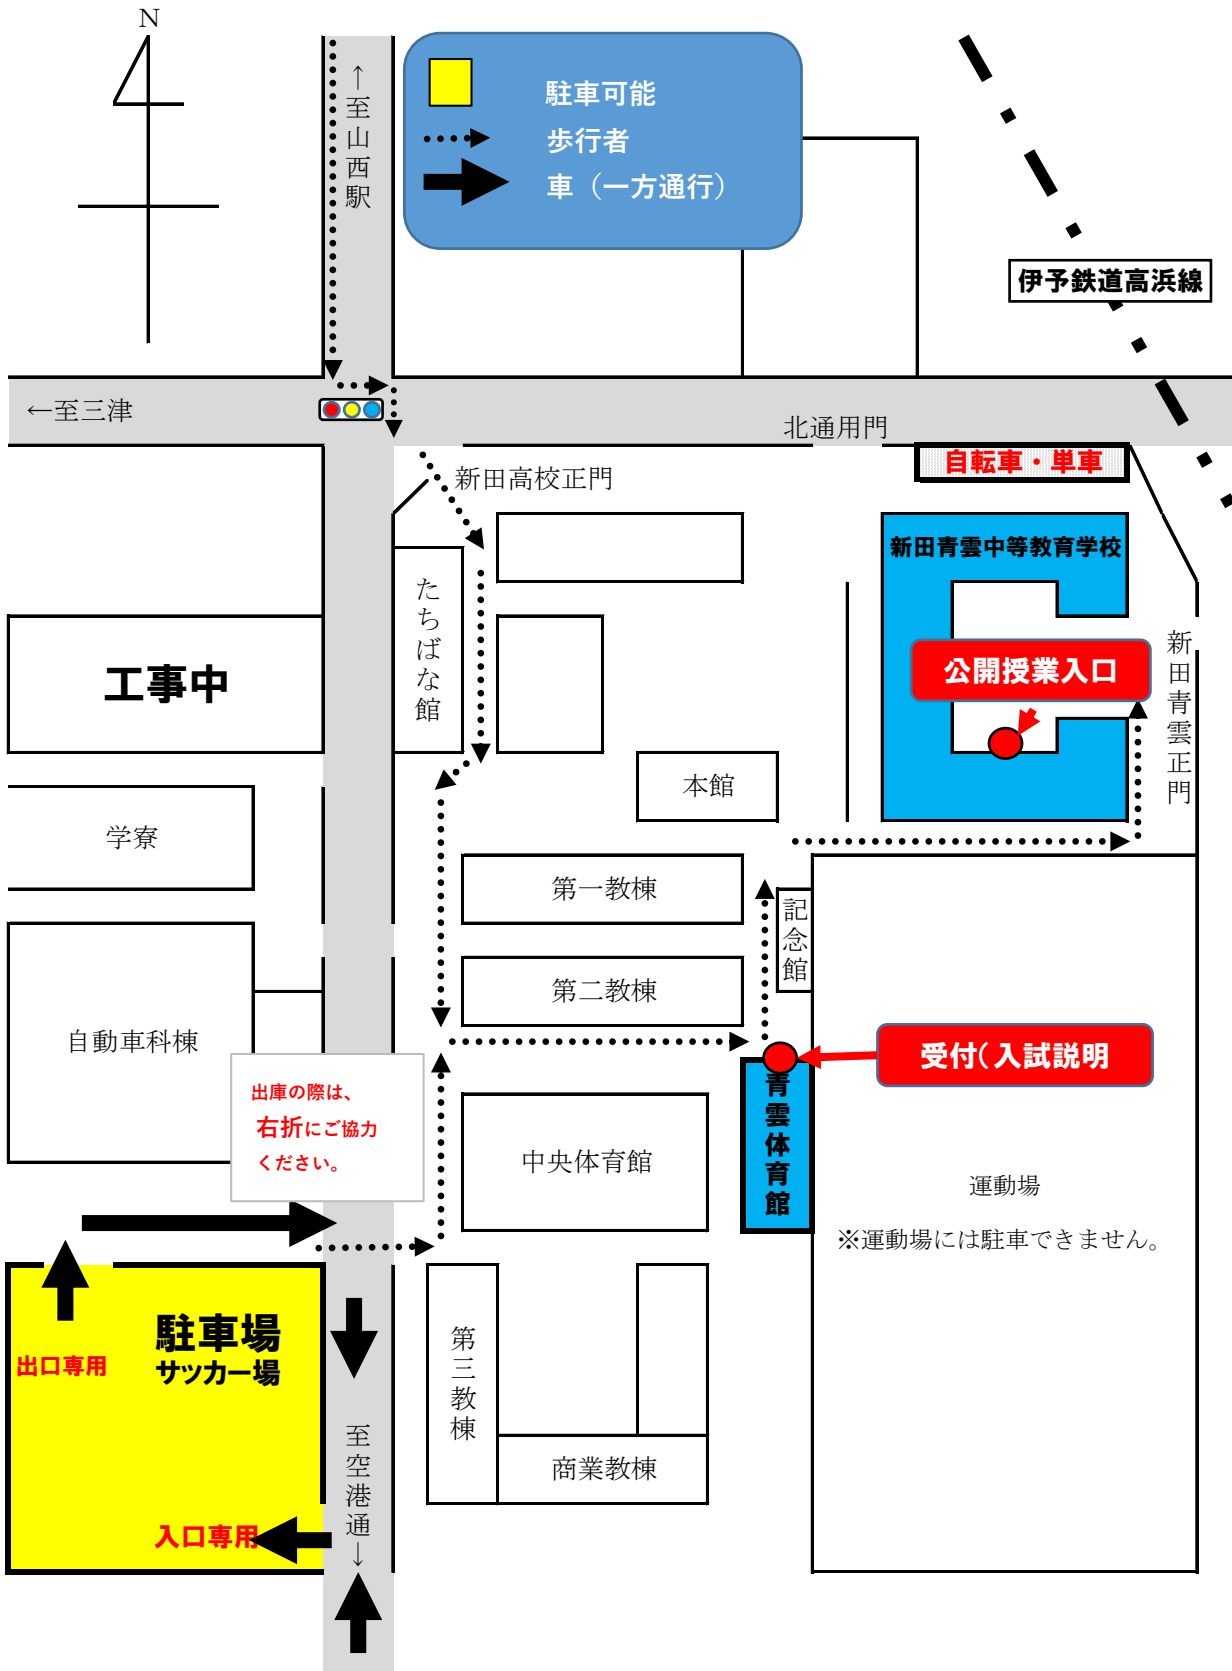 N
↑至山西駅
駐車可能
歩行者
車（一方通行）
伊予鉄道高浜線
←至三津
北通用門
自転車・単車
新田高校正門
新田青雲中等教育学校
たちばな館
工事中
公開授業入口
新田青雲正門
本館
学寮
第一教棟
記念館
第二教棟
自動車科棟
受付（入試説明
出庫の際は、
右折にご協力
ください。
青雲体育館
中央体育館
運動場
※運動場には駐車できません。
駐車場
サッカー場
出口専用
第三教棟
至空港通→
商業教棟
入口専用